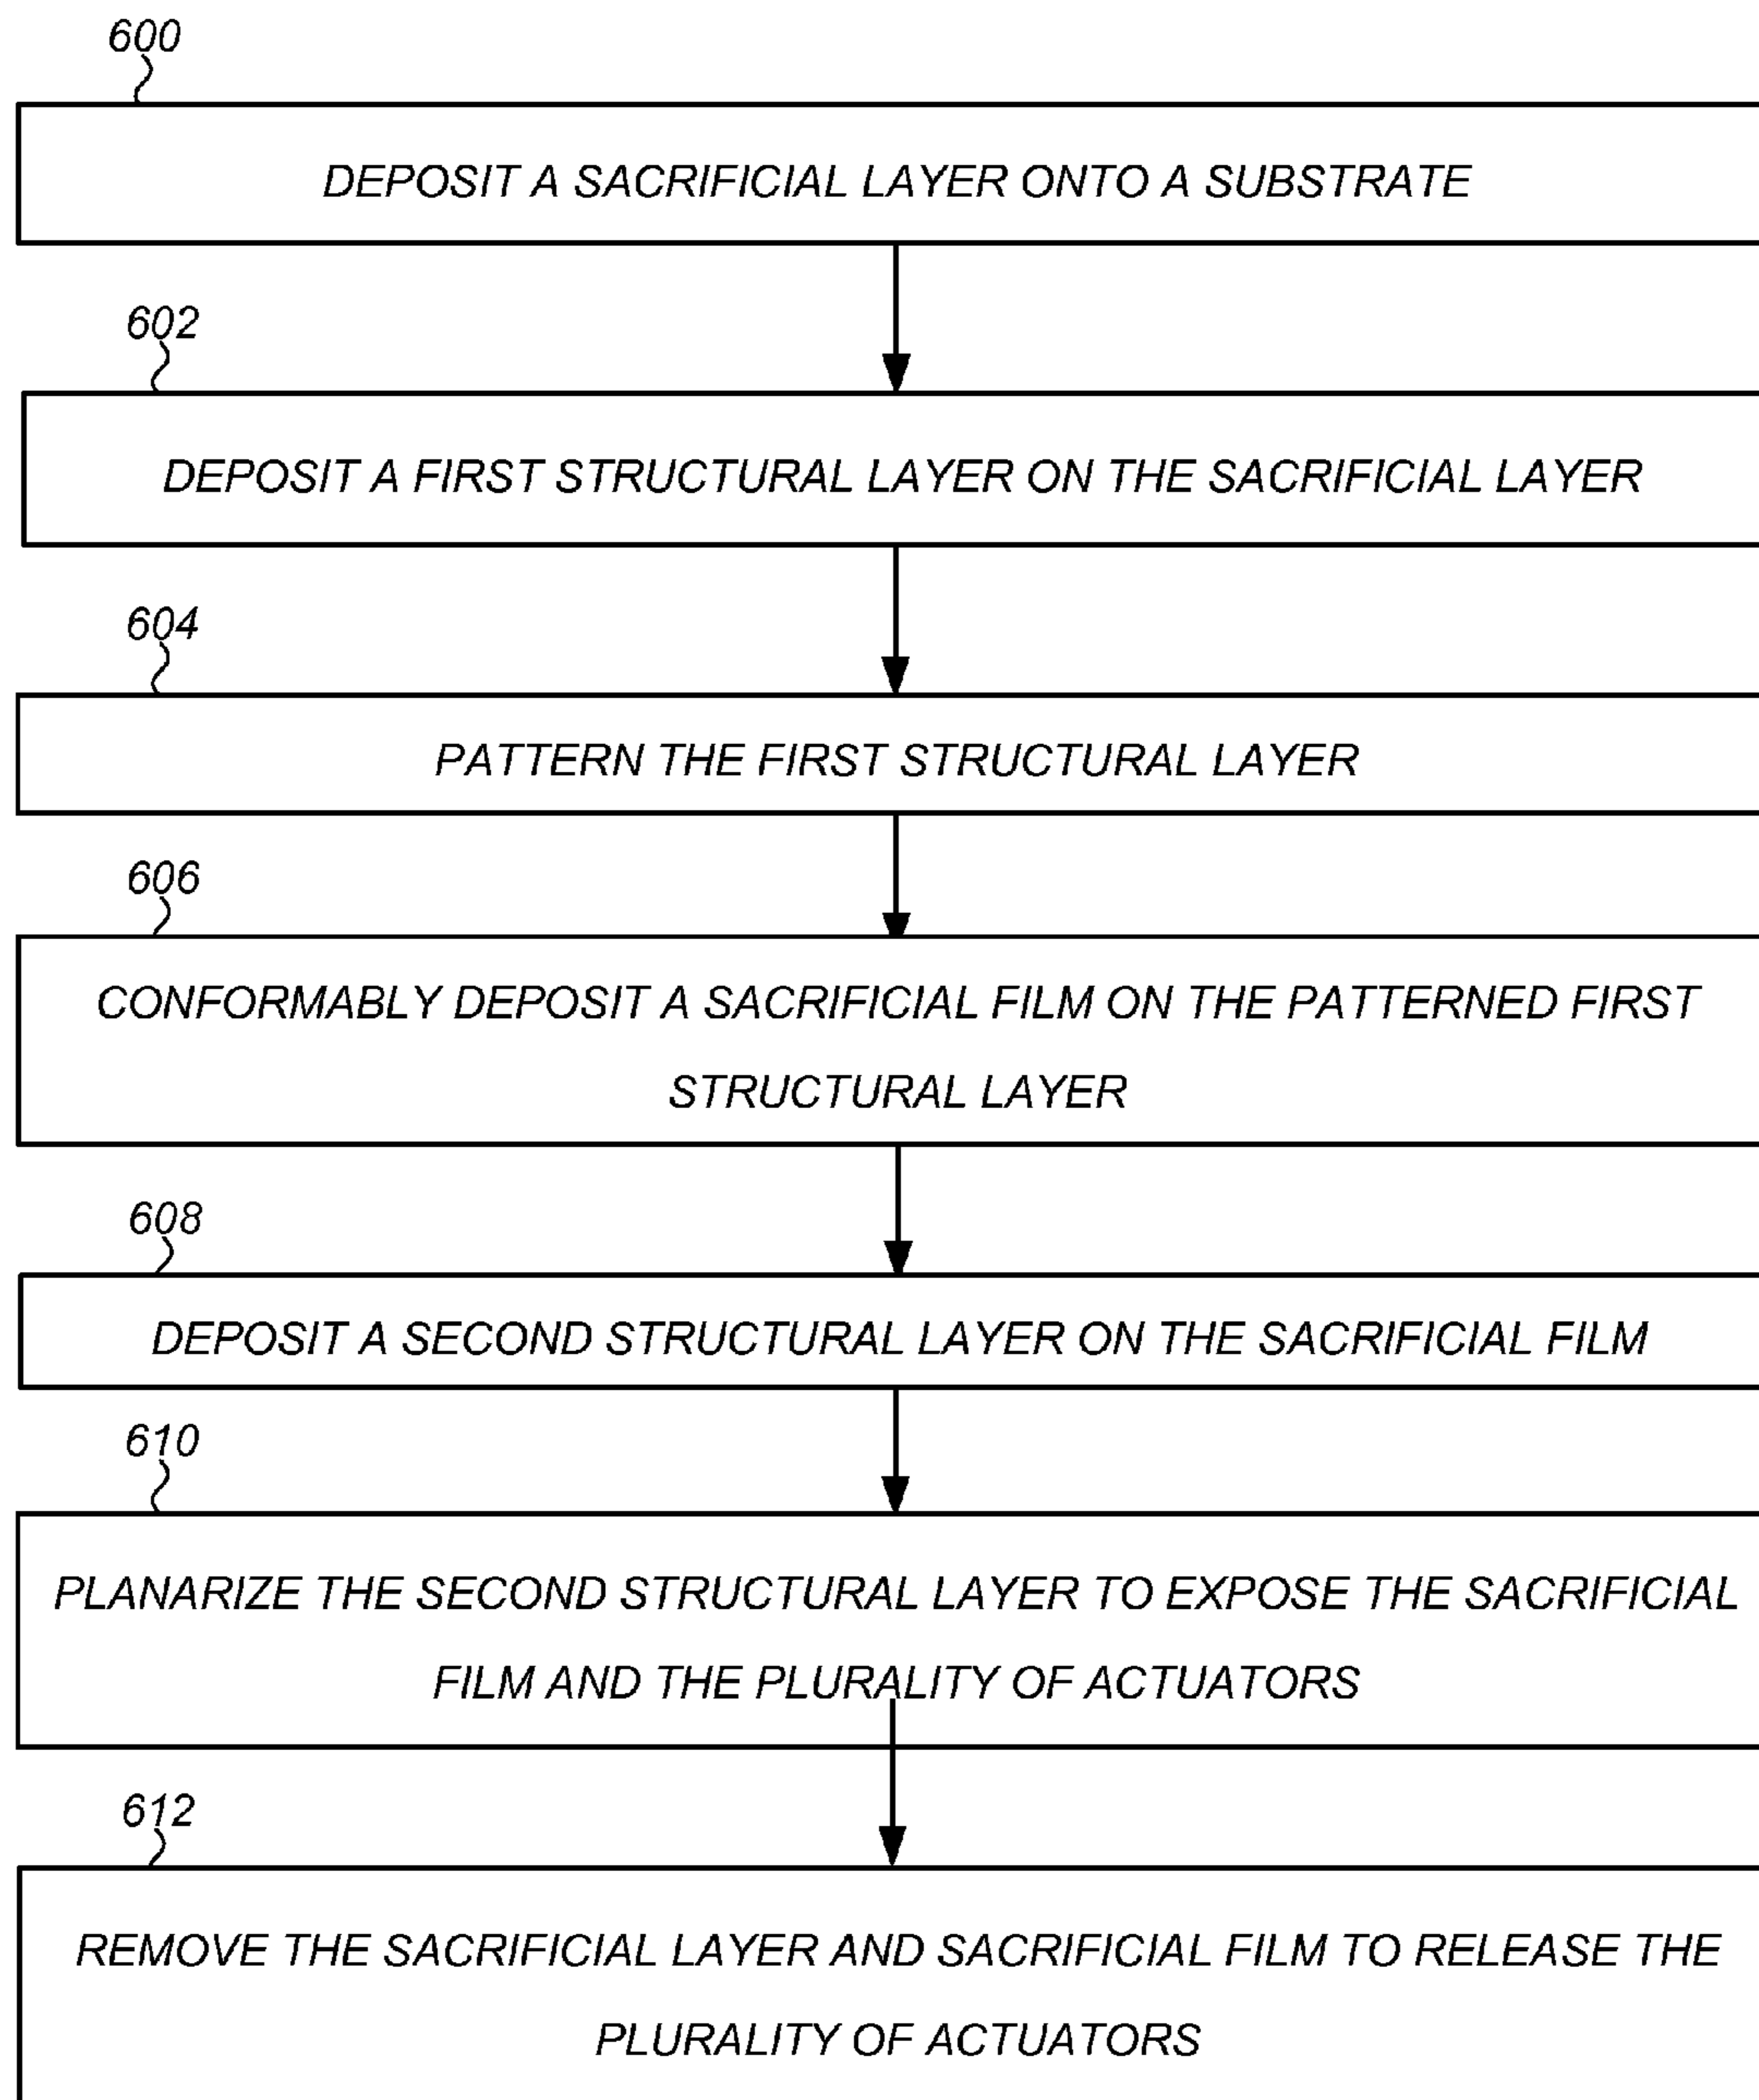 600
DEPOSIT A SACRIFICIAL LAYER ONTO A SUBSTRATE
602
DEPOSIT A FIRST STRUCTURAL LAYER ON THE SACRIFICIAL LAYER
604
PATTERN THE FIRST STRUCTURAL LAYER
606
CONFORMABLY DEPOSIT A SACRIFICIAL FILM ON THE PATTERNED FIRST
STRUCTURAL LAYER
608
DEPOSIT A SECOND STRUCTURAL LAYER ON THE SACRIFICIAL FILM
610
PLANARIZE THE SECOND STRUCTURAL LAYER TO EXPOSE THE SACRIFICIAL
FILM AND THE PLURALITY OF ACTUATORS
612
REMOVE THE SACRIFICIAL LAYER AND SACRIFICIAL FILM TO RELEASE THE
PLURALITY OF ACTUATORS